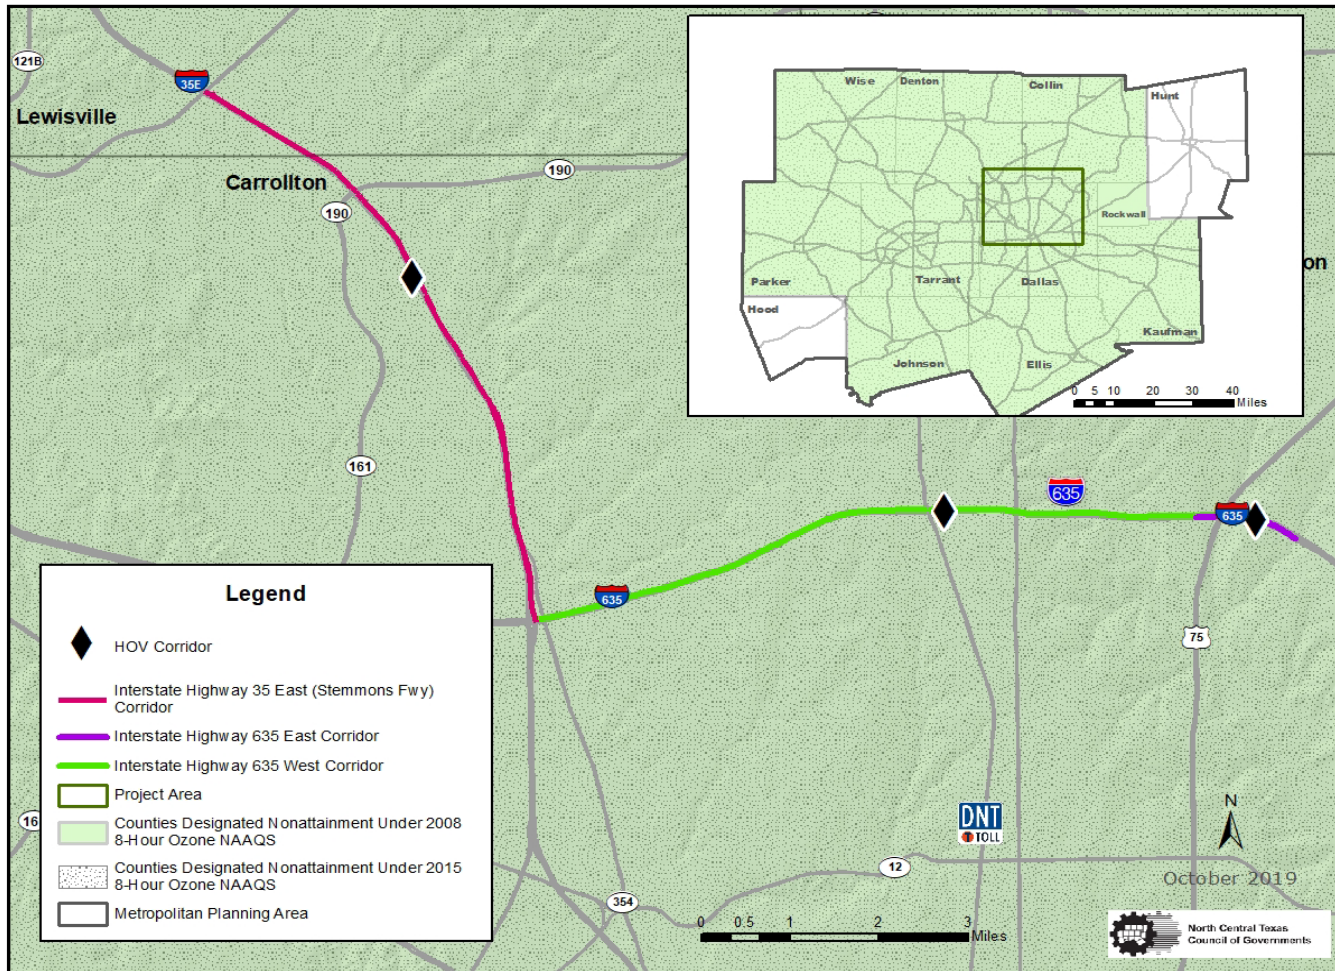 121B
35E
Lewisville
Carrollton
190
190
161
635
635
635
75
DNT
TOLL
12
354
16
on
Wise
Denton
Collin
Hunt
Rockwall
Parker
Tarrant
Dallas
Hood
Kaufman
Johnson
Ellis
0 5 10 20 30 40
Miles
Legend
HOV Corridor
Interstate Highway 35 East (Stemmons Fwy)
Corridor
Interstate Highway 635 East Corridor
Interstate Highway 635 West Corridor
Project Area
Counties Designated Nonattainment Under 2008
8-Hour Ozone NAAQS
Counties Designated Nonattainment Under 2015
8-Hour Ozone NAAQS
Metropolitan Planning Area
0 0.5 1 2 3
Miles
N
October 2019
North Central Texas
Council of Governments